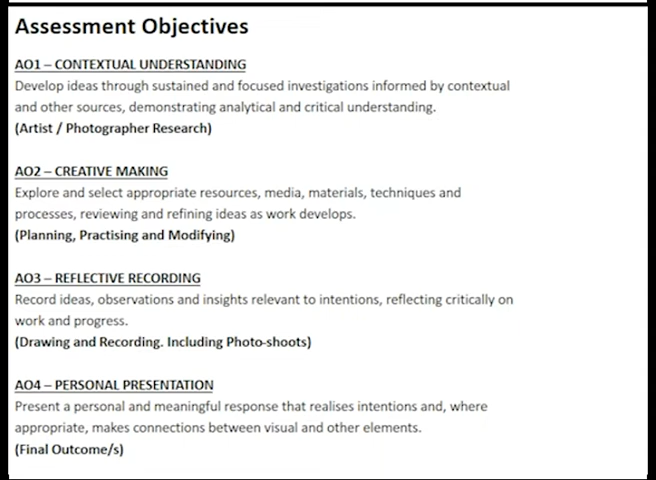 Assessment Objectives
AO1 – CONTEXTUAL UNDERSTANDING
Develop ideas through sustained and focused investigations informed by contextual
and other sources, demonstrating analytical and critical understanding.
(Artist / Photographer Research)
AO2 – CREATIVE MAKING
Explore and select appropriate resources, media, materials, techniques and
processes, reviewing and refining ideas as work develops.
(Planning, Practising and Modifying)
AO3 – REFLECTIVE RECORDING
Record ideas, observations and insights relevant to intentions, reflecting critically on
work and progress.
(Drawing and Recording. Including Photo-shoots)
AO4 – PERSONAL PRESENTATION
Present a personal and meaningful response that realises intentions and, where
appropriate, makes connections between visual and other elements.
(Final Outcome/s)